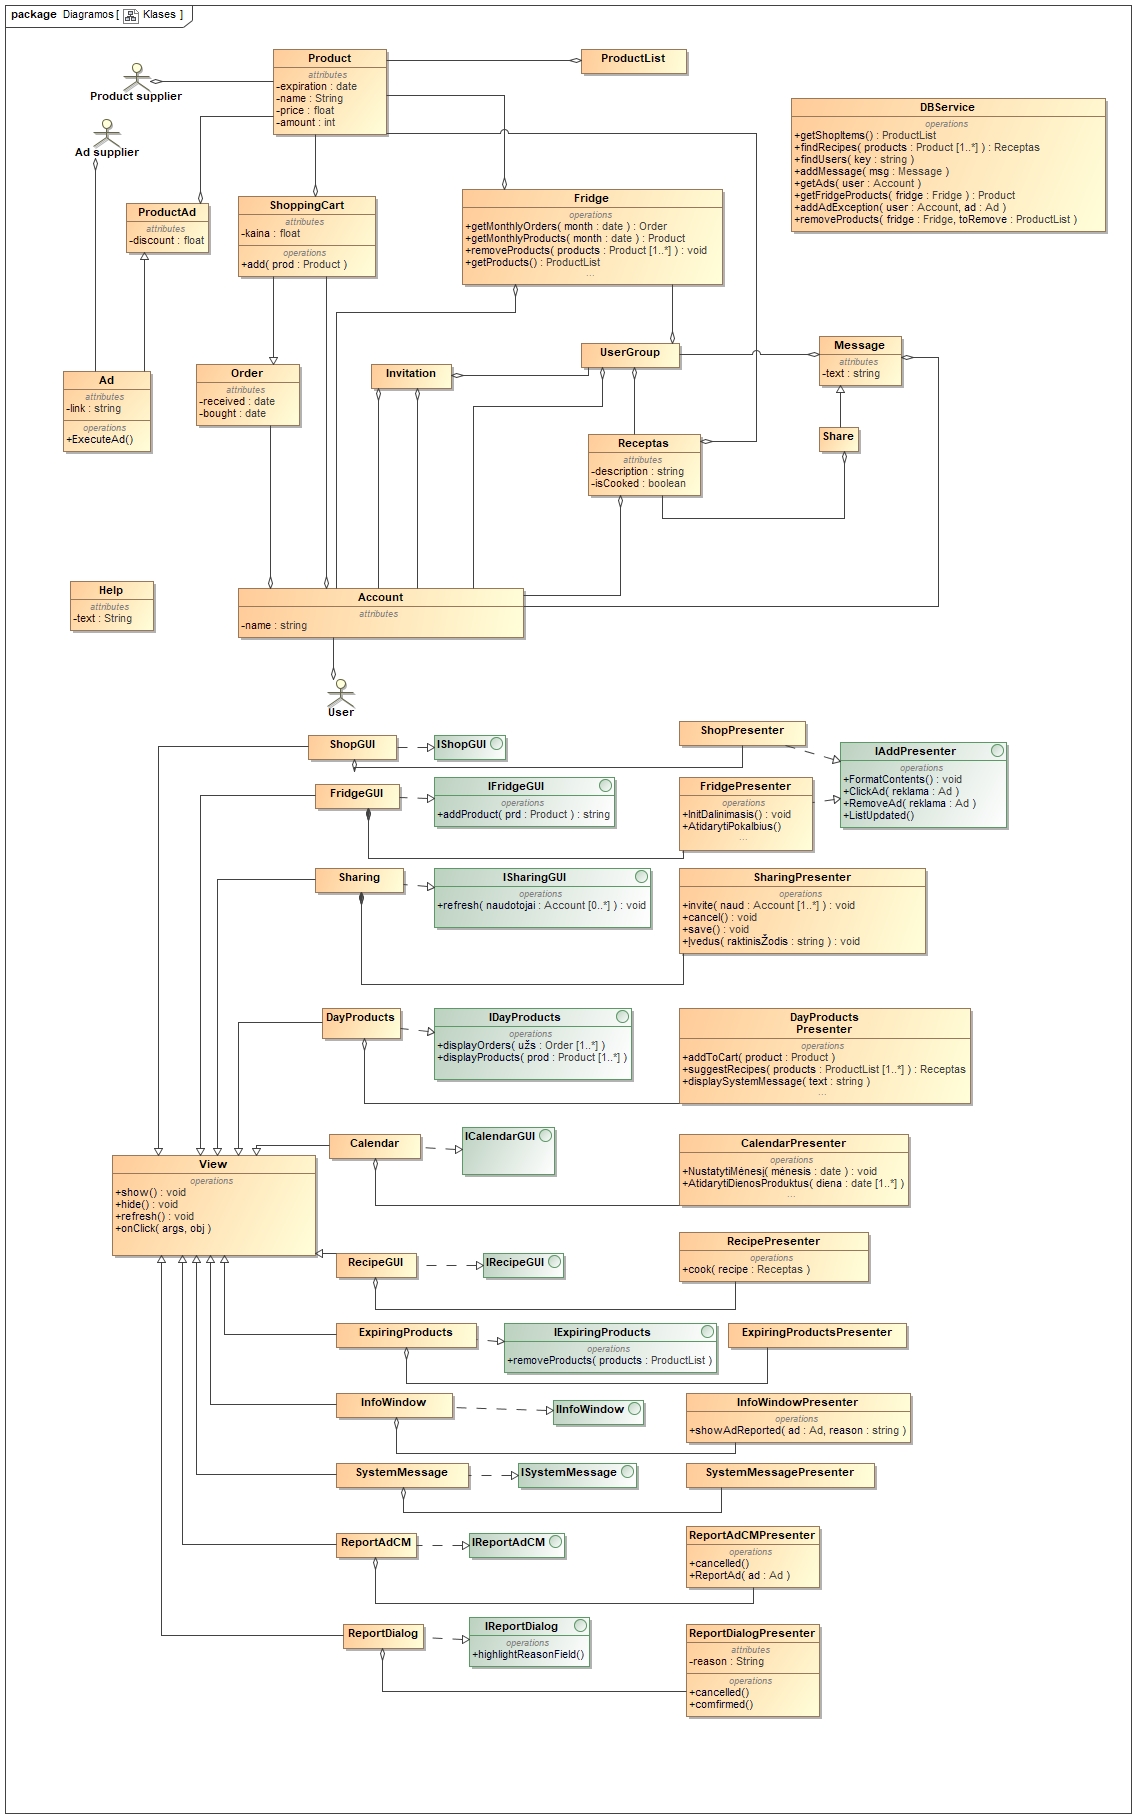 package Diagramos [ Klases ]
Product
attributes
-expiration : date
-name : String
-price : float
-amount : int
ProductList
Product supplier
Ad supplier
DBService
operations
+getShopItems() : ProductList
+findRecipes( products : Product [1..*] ) : Receptas
+findUsers( key : string )
+addMessage( msg : Message )
+getAds( user : Account )
+getFridgeProducts( fridge : Fridge ) : Product
+addAdException( user : Account, ad : Ad )
+removeProducts( fridge : Fridge, toRemove : ProductList )
ProductAd
attributes
-discount : float
ShoppingCart
attributes
-kaina : float
operations
+add( prod : Product )
Fridge
operations
+getMonthlyOrders( month : date ) : Order
+getMonthlyProducts( month : date ) : Product
+removeProducts( products : Product [1..*] ) : void
+getProducts() : ProductList
...
Ad
attributes
-link : string
operations
+ExecuteAd()
Order
attributes
-received : date
-bought : date
Invitation
UserGroup
Message
attributes
-text : string
Share
Receptas
attributes
-description : string
-isCooked : boolean
Help
attributes
-text : String
Account
attributes
-name : string
User
ShopGUI
IShopGUI
ShopPresenter
IAddPresenter
operations
+FormatContents() : void
+ClickAd( reklama : Ad )
+RemoveAd( reklama : Ad )
+ListUpdated()
FridgeGUI
IFridgeGUI
operations
+addProduct( prd : Product ) : string
FridgePresenter
operations
+InitDalinimasis() : void
+AtidarytiPokalbius()
...
Sharing
ISharingGUI
operations
+refresh( naudotojai : Account [0..*] ) : void
SharingPresenter
operations
+invite( naud : Account [1..*] ) : void
+cancel() : void
+save() : void
+Įvedus( raktinisŽodis : string ) : void
DayProducts
IDayProducts
operations
+displayOrders( užs : Order [1..*] )
+displayProducts( prod : Product [1..*] )
DayProducts
Presenter
operations
+addToCart( product : Product )
+suggestRecipes( products : ProductList [1..*] ) : Receptas
+displaySystemMessage( text : string )
...
Calendar
ICalendarGUI
CalendarPresenter
operations
+NustatytiMėnesį( mėnesis : date ) : void
+AtidarytiDienosProduktus( diena : date [1..*] )
...
View
operations
+show() : void
+hide() : void
+refresh() : void
+onClick( args, obj )
RecipeGUI
IRecipeGUI
RecipePresenter
operations
+cook( recipe : Receptas )
ExpiringProducts
IExpiringProducts
operations
+removeProducts( products : ProductList )
ExpiringProductsPresenter
InfoWindow
IInfoWindow
InfoWindowPresenter
operations
+showAdReported( ad : Ad, reason : string )
SystemMessage
ISystemMessage
SystemMessagePresenter
ReportAdCM
IReportAdCM
ReportAdCMPresenter
operations
+cancelled()
+ReportAd( ad : Ad )
ReportDialog
IReportDialog
operations
+highlightReasonField()
ReportDialogPresenter
attributes
-reason : String
operations
+cancelled()
+comfirmed()